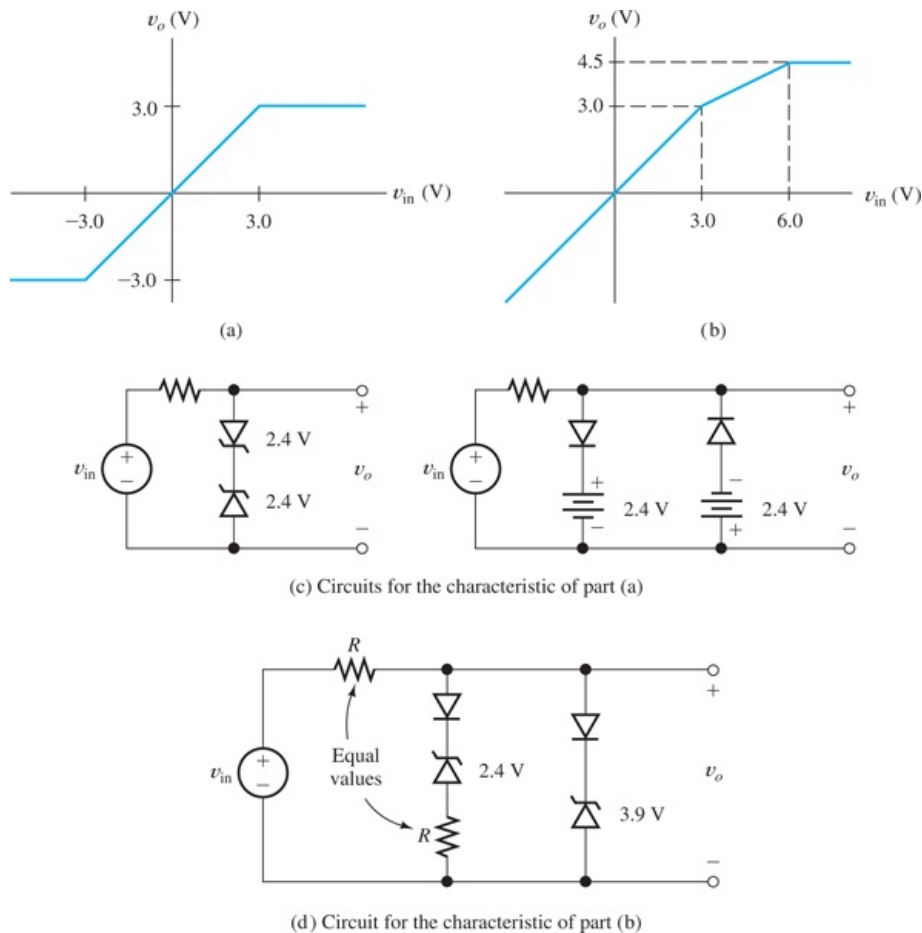 v_o (V)
3.0
−3.0
3.0
v_in (V)
−3.0
(a)
v_o (V)
4.5
3.0
v_in (V)
3.0
6.0
(b)
v_in
+
−
2.4 V
2.4 V
+
v_o
−
v_in
+
−
+
2.4 V
−
−
2.4 V
+
+
v_o
−
(c) Circuits for the characteristic of part (a)
R
v_in
+
−
Equal
values
R
2.4 V
3.9 V
+
v_o
−
(d) Circuit for the characteristic of part (b)